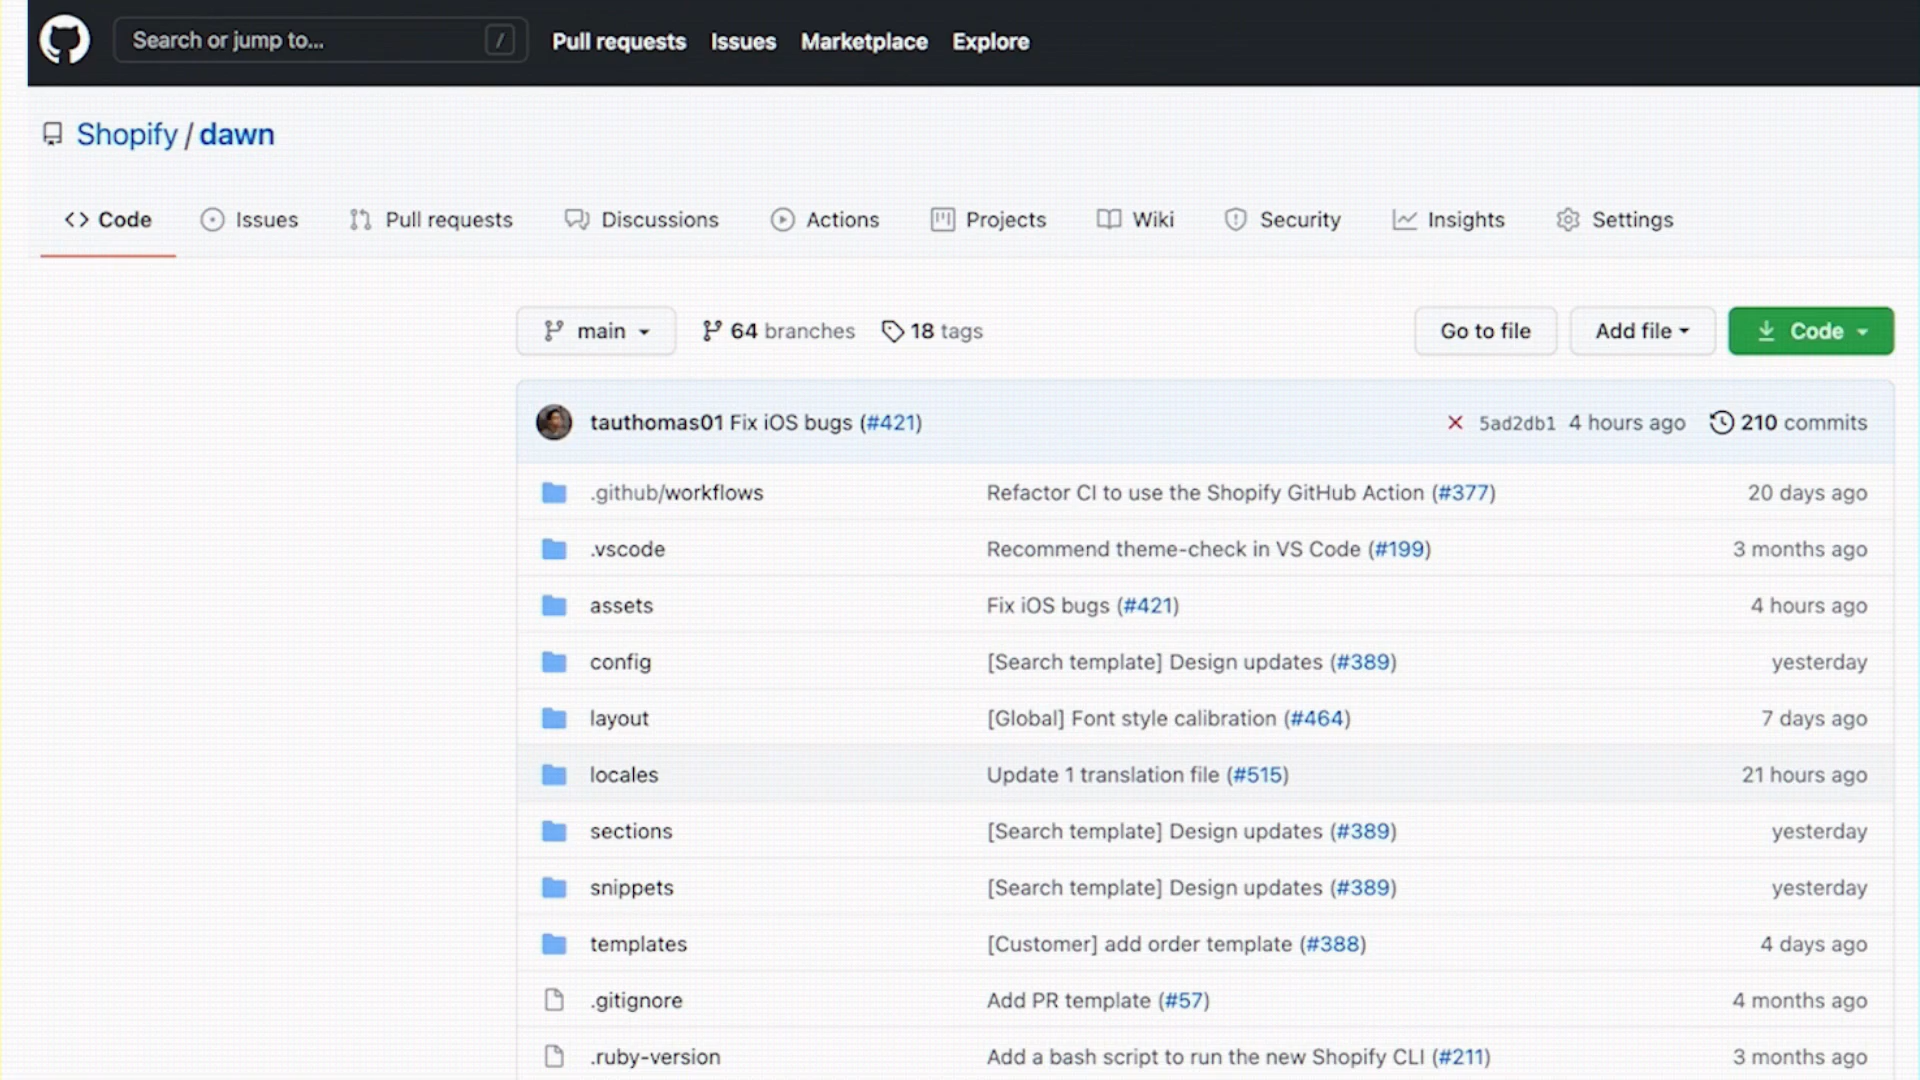 Search or jump to... /
Pull requests Issues Marketplace Explore
Shopify / dawn
<> Code Issues Pull requests Discussions Actions Projects Wiki Security Insights Settings
main 64 branches 18 tags Go to file Add file Code
tauthomas01 Fix iOS bugs (#421) 5ad2db1 4 hours ago 210 commits
.github/workflows Refactor CI to use the Shopify GitHub Action (#377) 20 days ago
.vscode Recommend theme-check in VS Code (#199) 3 months ago
assets Fix iOS bugs (#421) 4 hours ago
config [Search template] Design updates (#389) yesterday
layout [Global] Font style calibration (#464) 7 days ago
locales Update 1 translation file (#515) 21 hours ago
sections [Search template] Design updates (#389) yesterday
snippets [Search template] Design updates (#389) yesterday
templates [Customer] add order template (#388) 4 days ago
.gitignore Add PR template (#57) 4 months ago
.ruby-version Add a bash script to run the new Shopify CLI (#211) 3 months ago